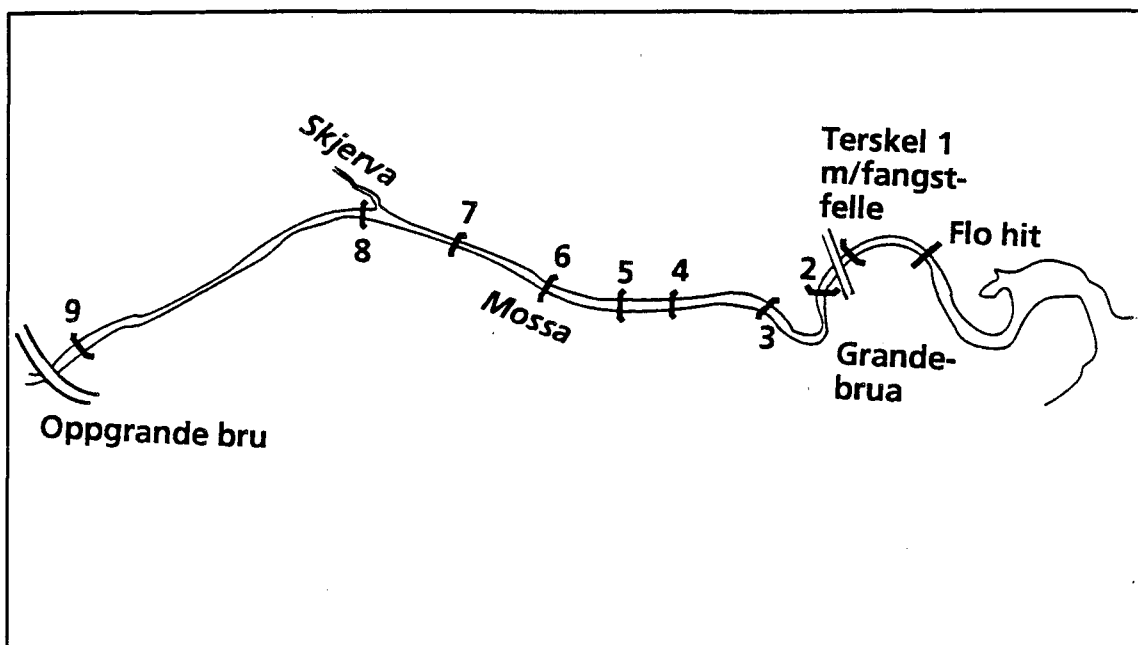 Skjerva
Terskel 1
m/fangst-
felle
Flo hit
7
8
6
5
4
2
3
Mossa
9
Grande-
brua
Oppgrande bru